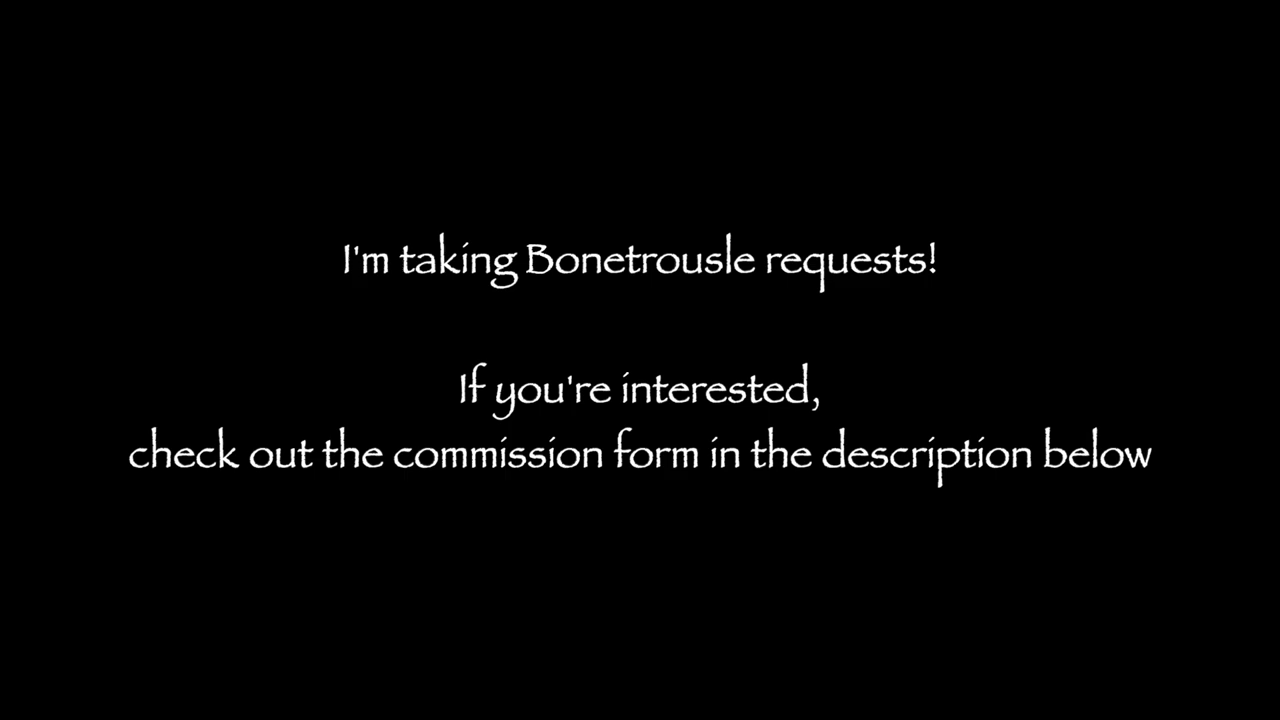 I'm taking Bonetrousle requests!
If you're interested,
check out the commission form in the description below